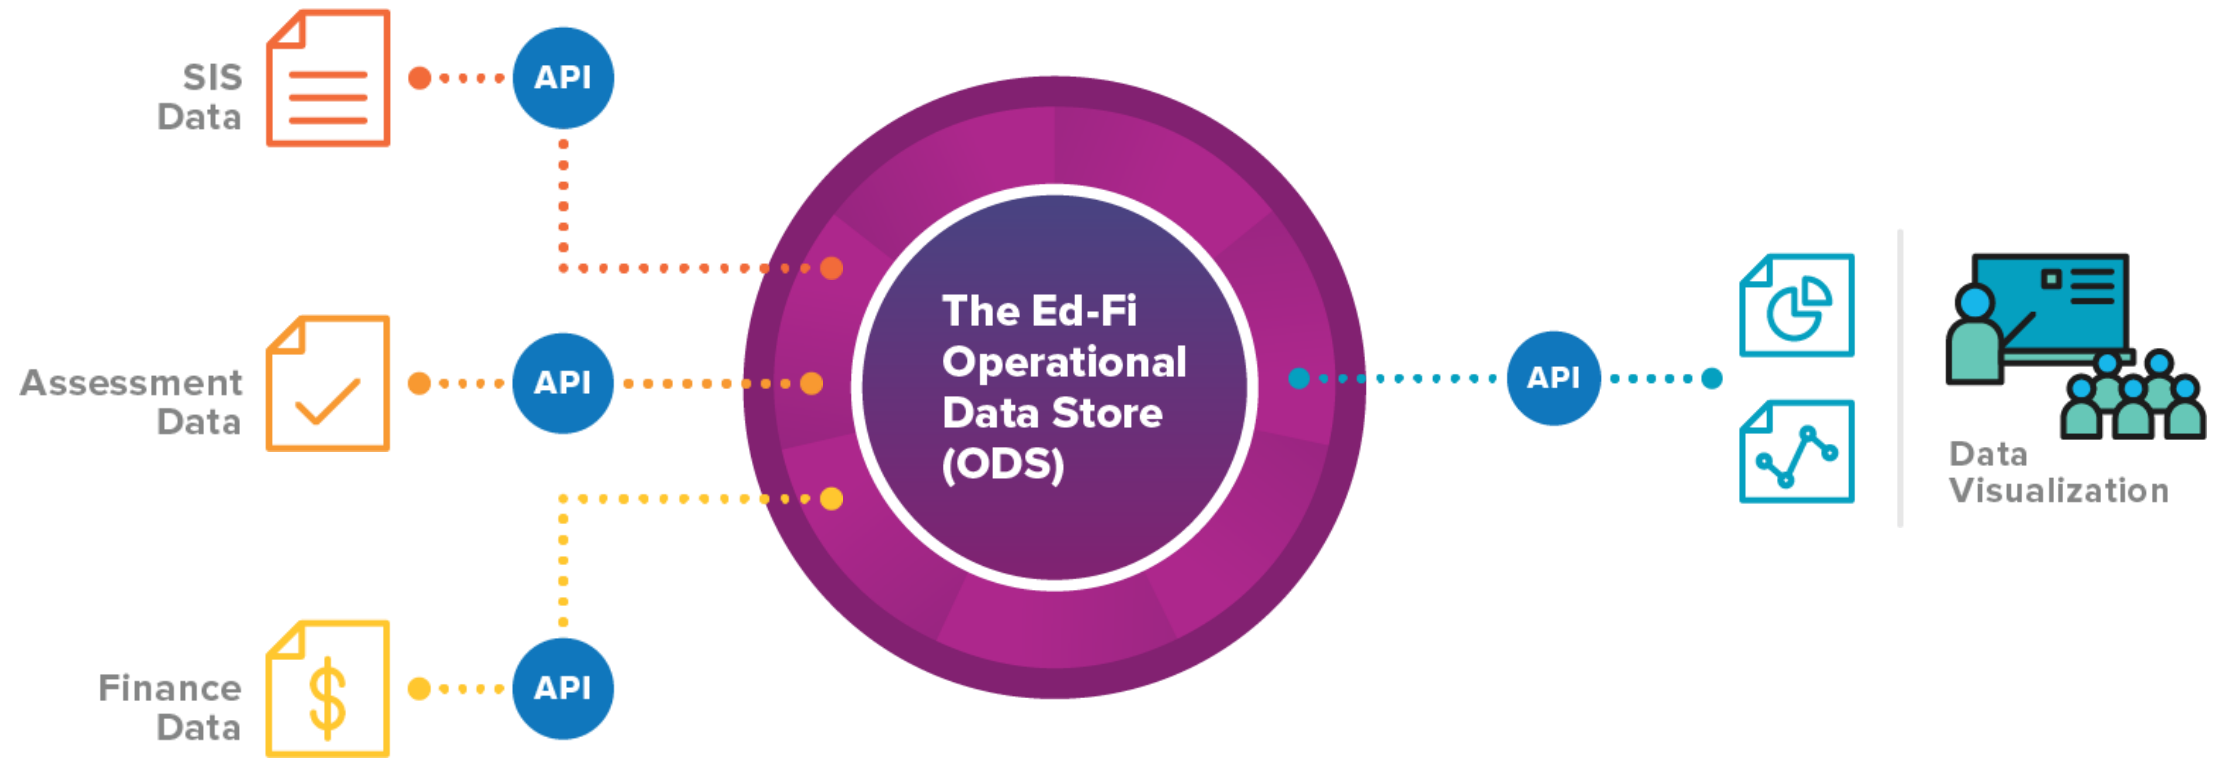 SIS
Data
API
Assessment
Data
API
Finance
Data
API
The Ed-Fi
Operational
Data Store
(ODS)
API
Data
Visualization